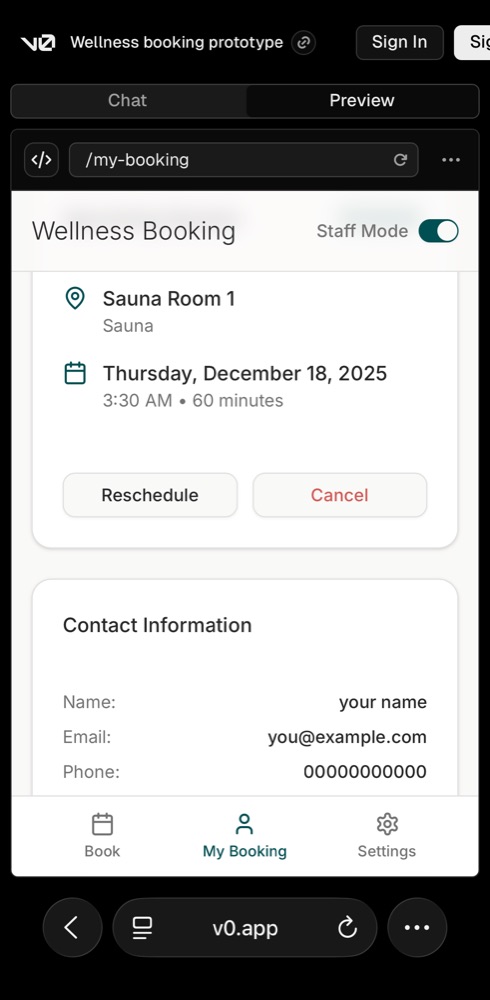 v0 Wellness booking prototype Sign In Sig
Chat Preview
/my-booking
Wellness Booking Staff Mode
Sauna Room 1
Sauna
Thursday, December 18, 2025
3:30 AM • 60 minutes
Reschedule Cancel
Contact Information
Name: your name
Email: you@example.com
Phone: 00000000000
Book My Booking Settings
v0.app